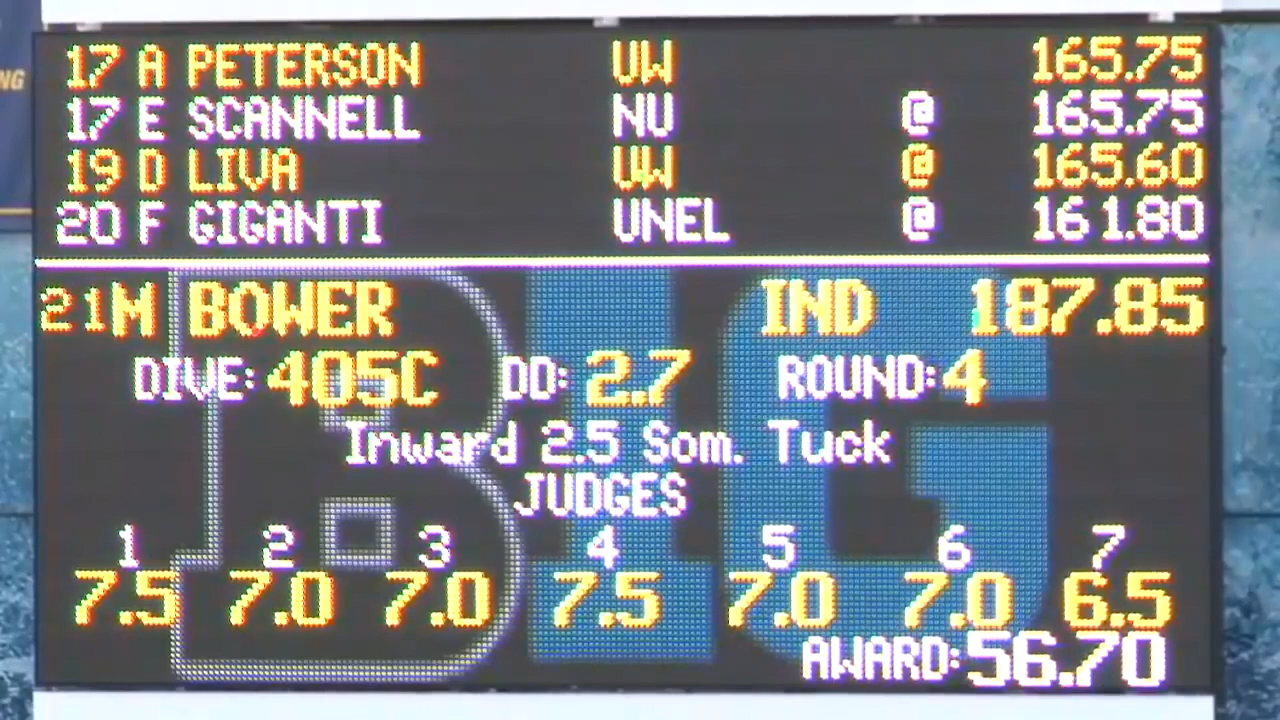 17 A PETERSON UW 165.75
17 E SCANNELL NU @ 165.75
19 D LIVA UW @ 165.60
20 F GIGANTI UNEL @ 161.80
21 M BOWER IND 187.85
DIVE: 405C DD: 2.7 ROUND: 4
Inward 2.5 Som. Tuck
JUDGES
1 2 3 4 5 6 7
7.5 7.0 7.0 7.5 7.0 7.0 6.5
AWARD: 56.70
BIG
NG